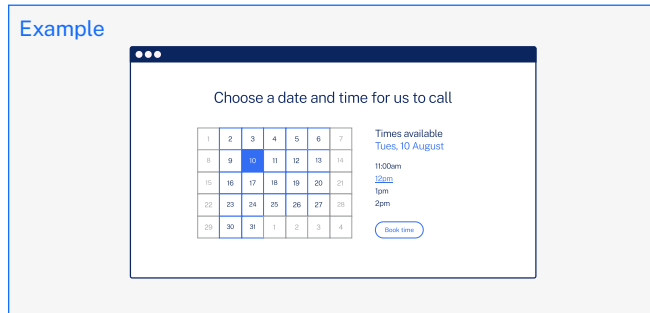 Example
Choose a date and time for us to call
1 2 3 4 5 6 7
8 9 10 11 12 13 14
15 16 17 18 19 20 21
22 23 24 25 26 27 28
29 30 31 1 2 3 4
Times available
Tues, 10 August
11:00am
12pm
1pm
2pm
Book time